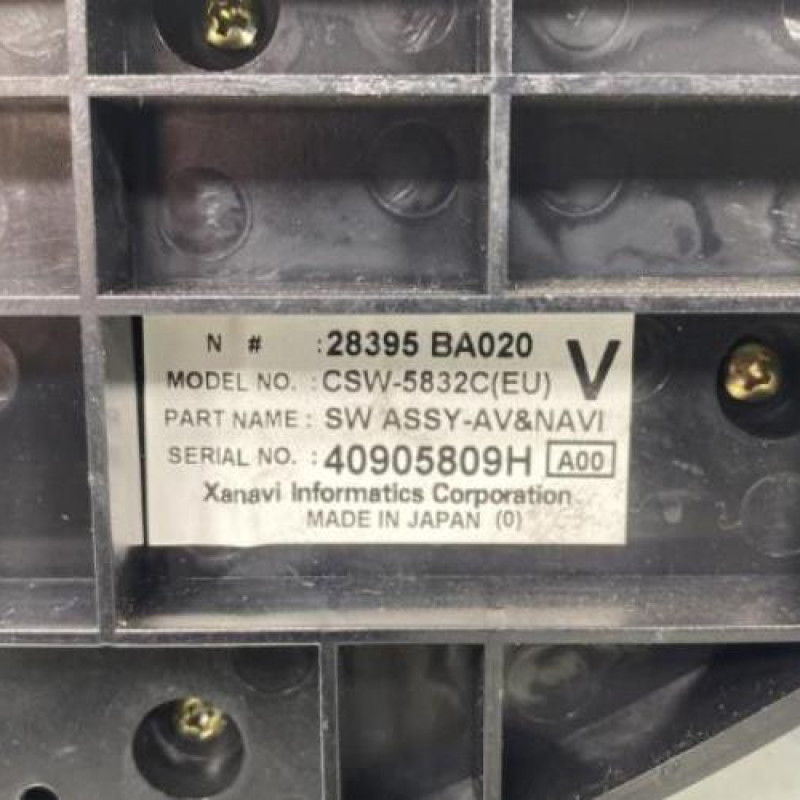 N # :28395 BA020 V
MODEL NO. : CSW-5832C(EU)
PART NAME : SW ASSY-AV&NAVI
SERIAL NO. : 40905809H A00
Xanavi Informatics Corporation
MADE IN JAPAN (0)